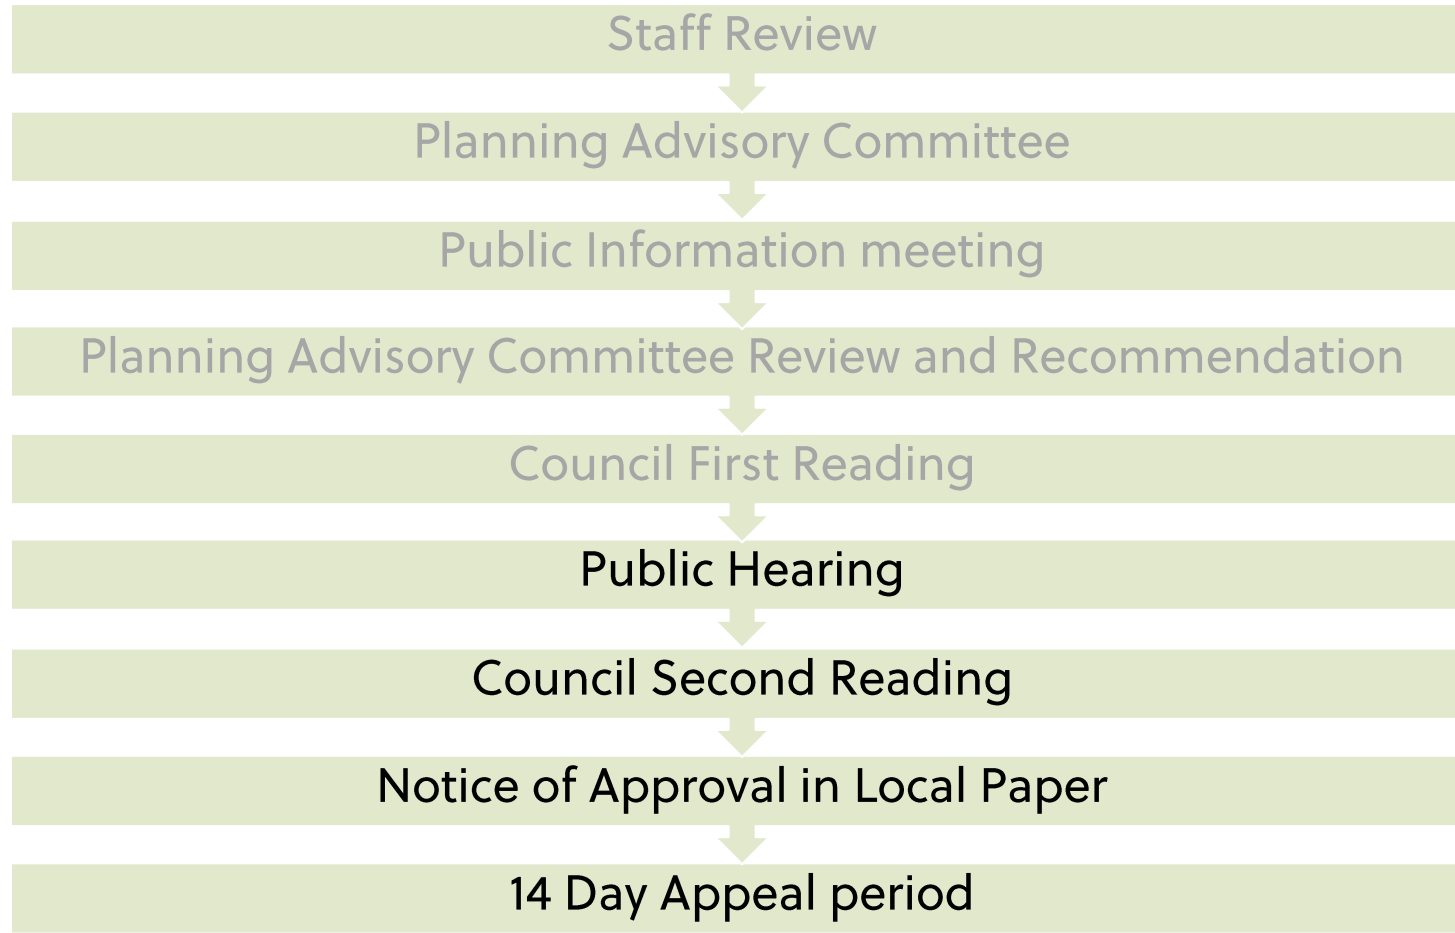 Staff Review
Planning Advisory Committee
Public Information meeting
Planning Advisory Committee Review and Recommendation
Council First Reading
Public Hearing
Council Second Reading
Notice of Approval in Local Paper
14 Day Appeal period